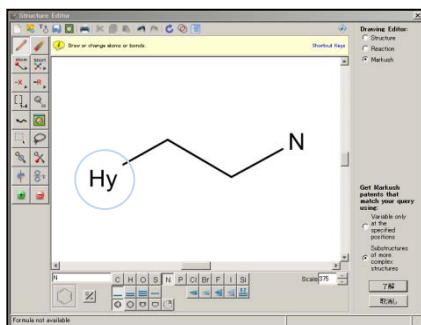 Structure Editor
Draw or change atoms or bonds.
Shortcut Keys
Drawing Editor:
Structure
Reaction
Markush
Hy
N
Get Markush
patents that
match your query
using:
Variable only
at the
specified
positions
Substructures
of more
complex
structures
N
C H O S N P Cl Br F I Si
Scale 375
了解
取消し
Formula not available